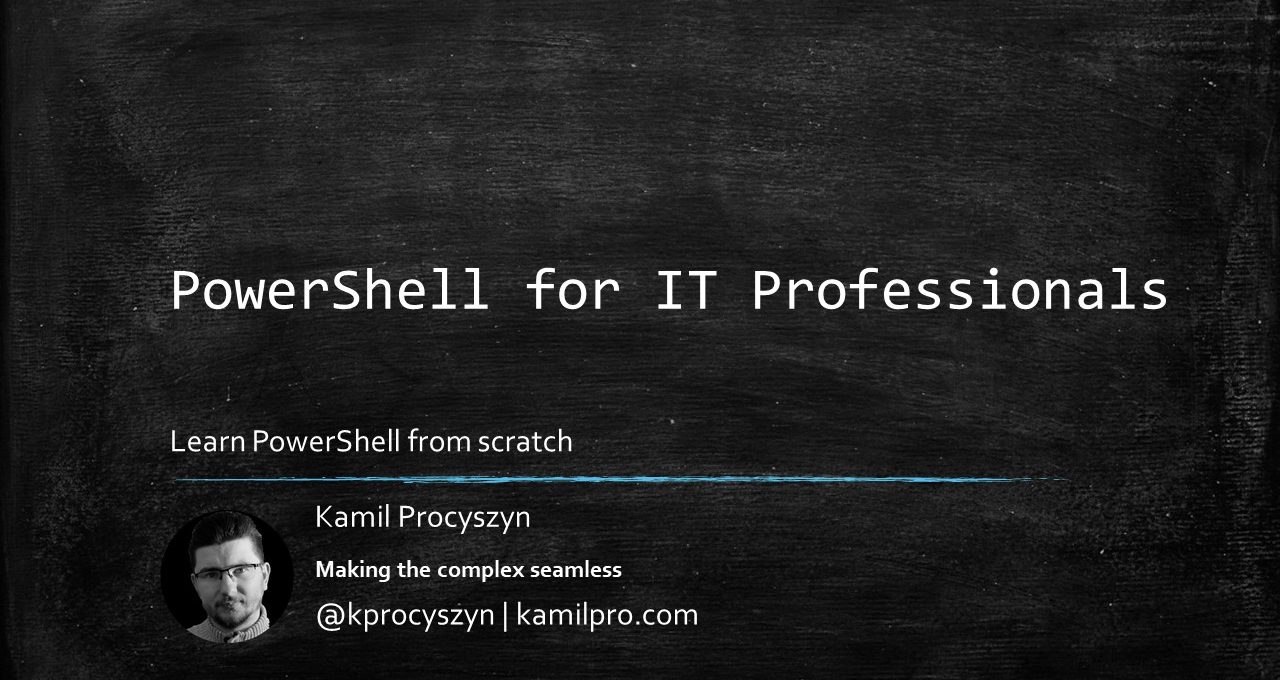 PowerShell for IT Professionals
Learn PowerShell from scratch
Kamil Procyszyn
Making the complex seamless
@kprocyszyn | kamilpro.com